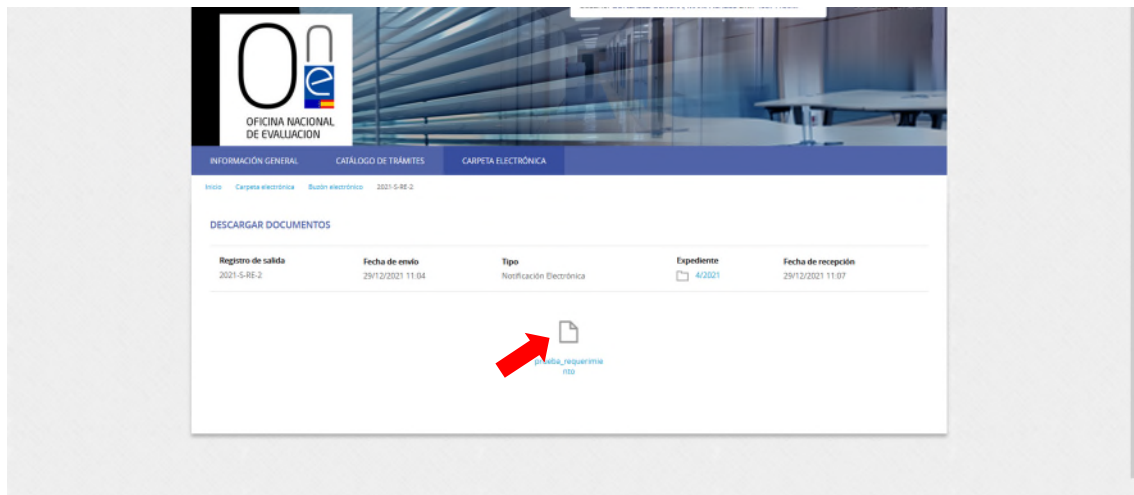 OFICINA NACIONAL
DE EVALUACION
INFORMACIÓN GENERAL CATÁLOGO DE TRÁMITES CARPETA ELECTRÓNICA
Inicio Carpeta electrónica Buzón electrónico 2021-S-RE-2
DESCARGAR DOCUMENTOS
Registro de salida Fecha de envío Tipo Expediente Fecha de recepción
2021-S-RE-2 29/12/2021 11:04 Notificación Electrónica 4/2021 29/12/2021 11:07
prueba_requerimie
nto